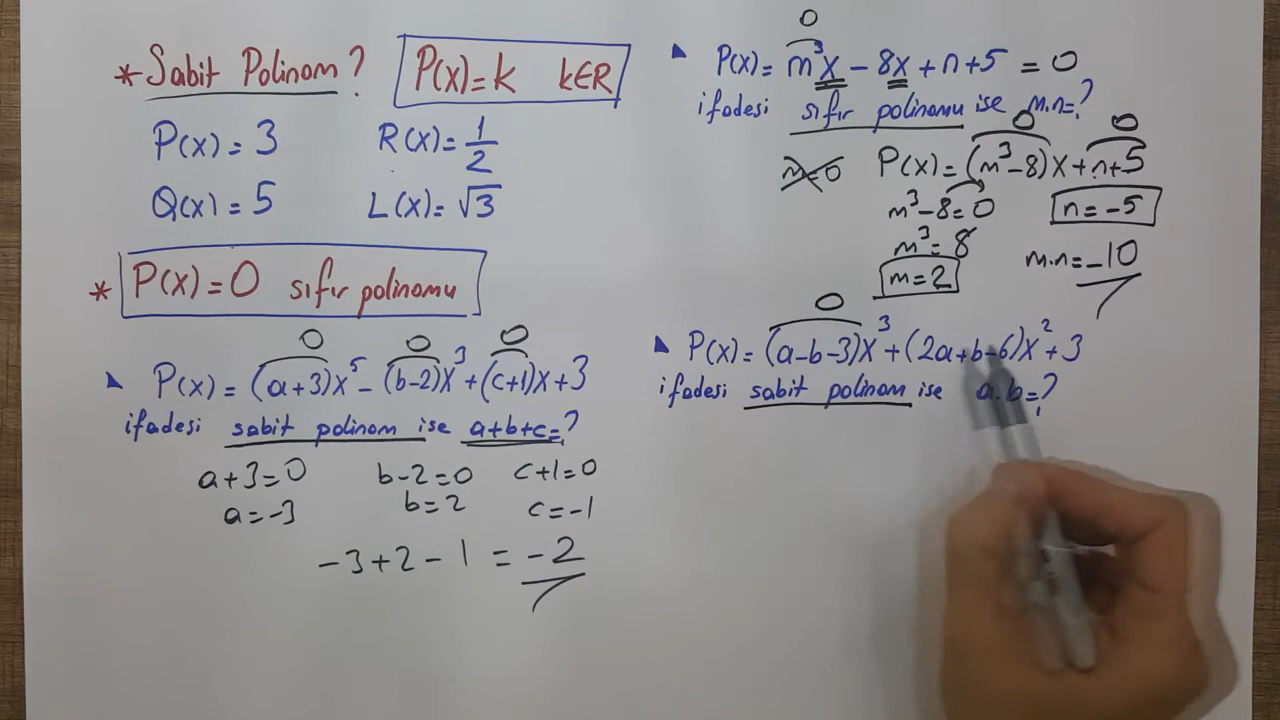 * Sabit Polinom? P(x)=k k∈R
P(x)=3 R(x)=1/2
Q(x)=5 L(x)=√3
* P(x)=0 sıfır polinomu
0 0 0
▲ P(x)=(a+3)x⁵-(b-2)x³+(c+1)x+3
ifadesi sabit polinom ise a+b+c=?
a+3=0 b-2=0 c+1=0
a=-3 b=2 c=-1
-3+2-1=-2
0
▲ P(x)=m³x-8x+n+5=0
ifadesi sıfır polinomu ise m.n=?
0 0
m=0 P(x)=(m³-8)x+n+5
m³-8=0 n=-5
m³=8
m=2 m.n=-10
0
▲ P(x)=(a-b-3)x³+(2a+b-6)x²+3
ifadesi sabit polinom ise a.b=?